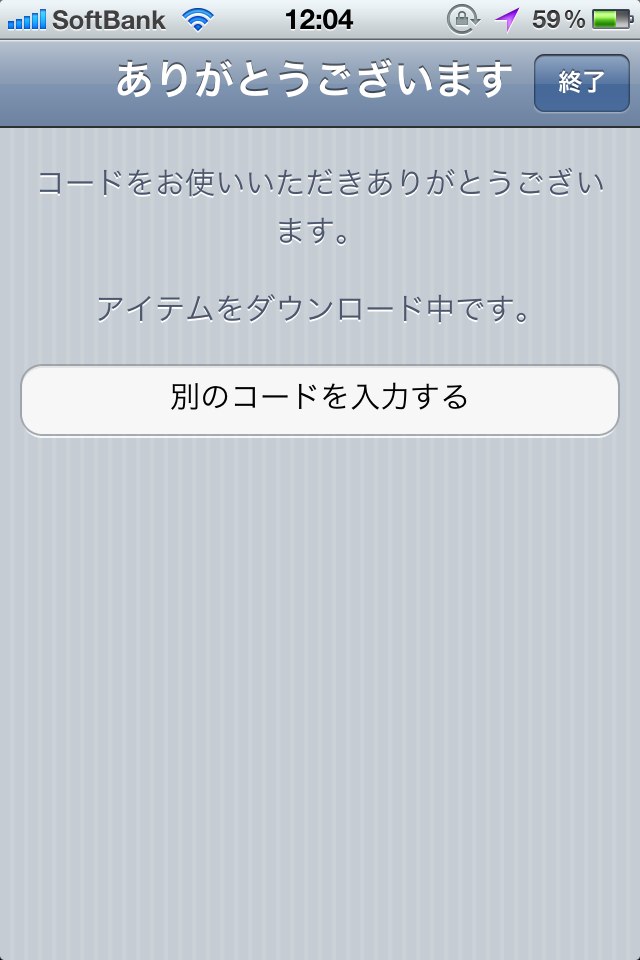 SoftBank 12:04 59%
ありがとうございます 終了
コードをお使いいただきありがとうござい
ます。
アイテムをダウンロード中です。
別のコードを入力する